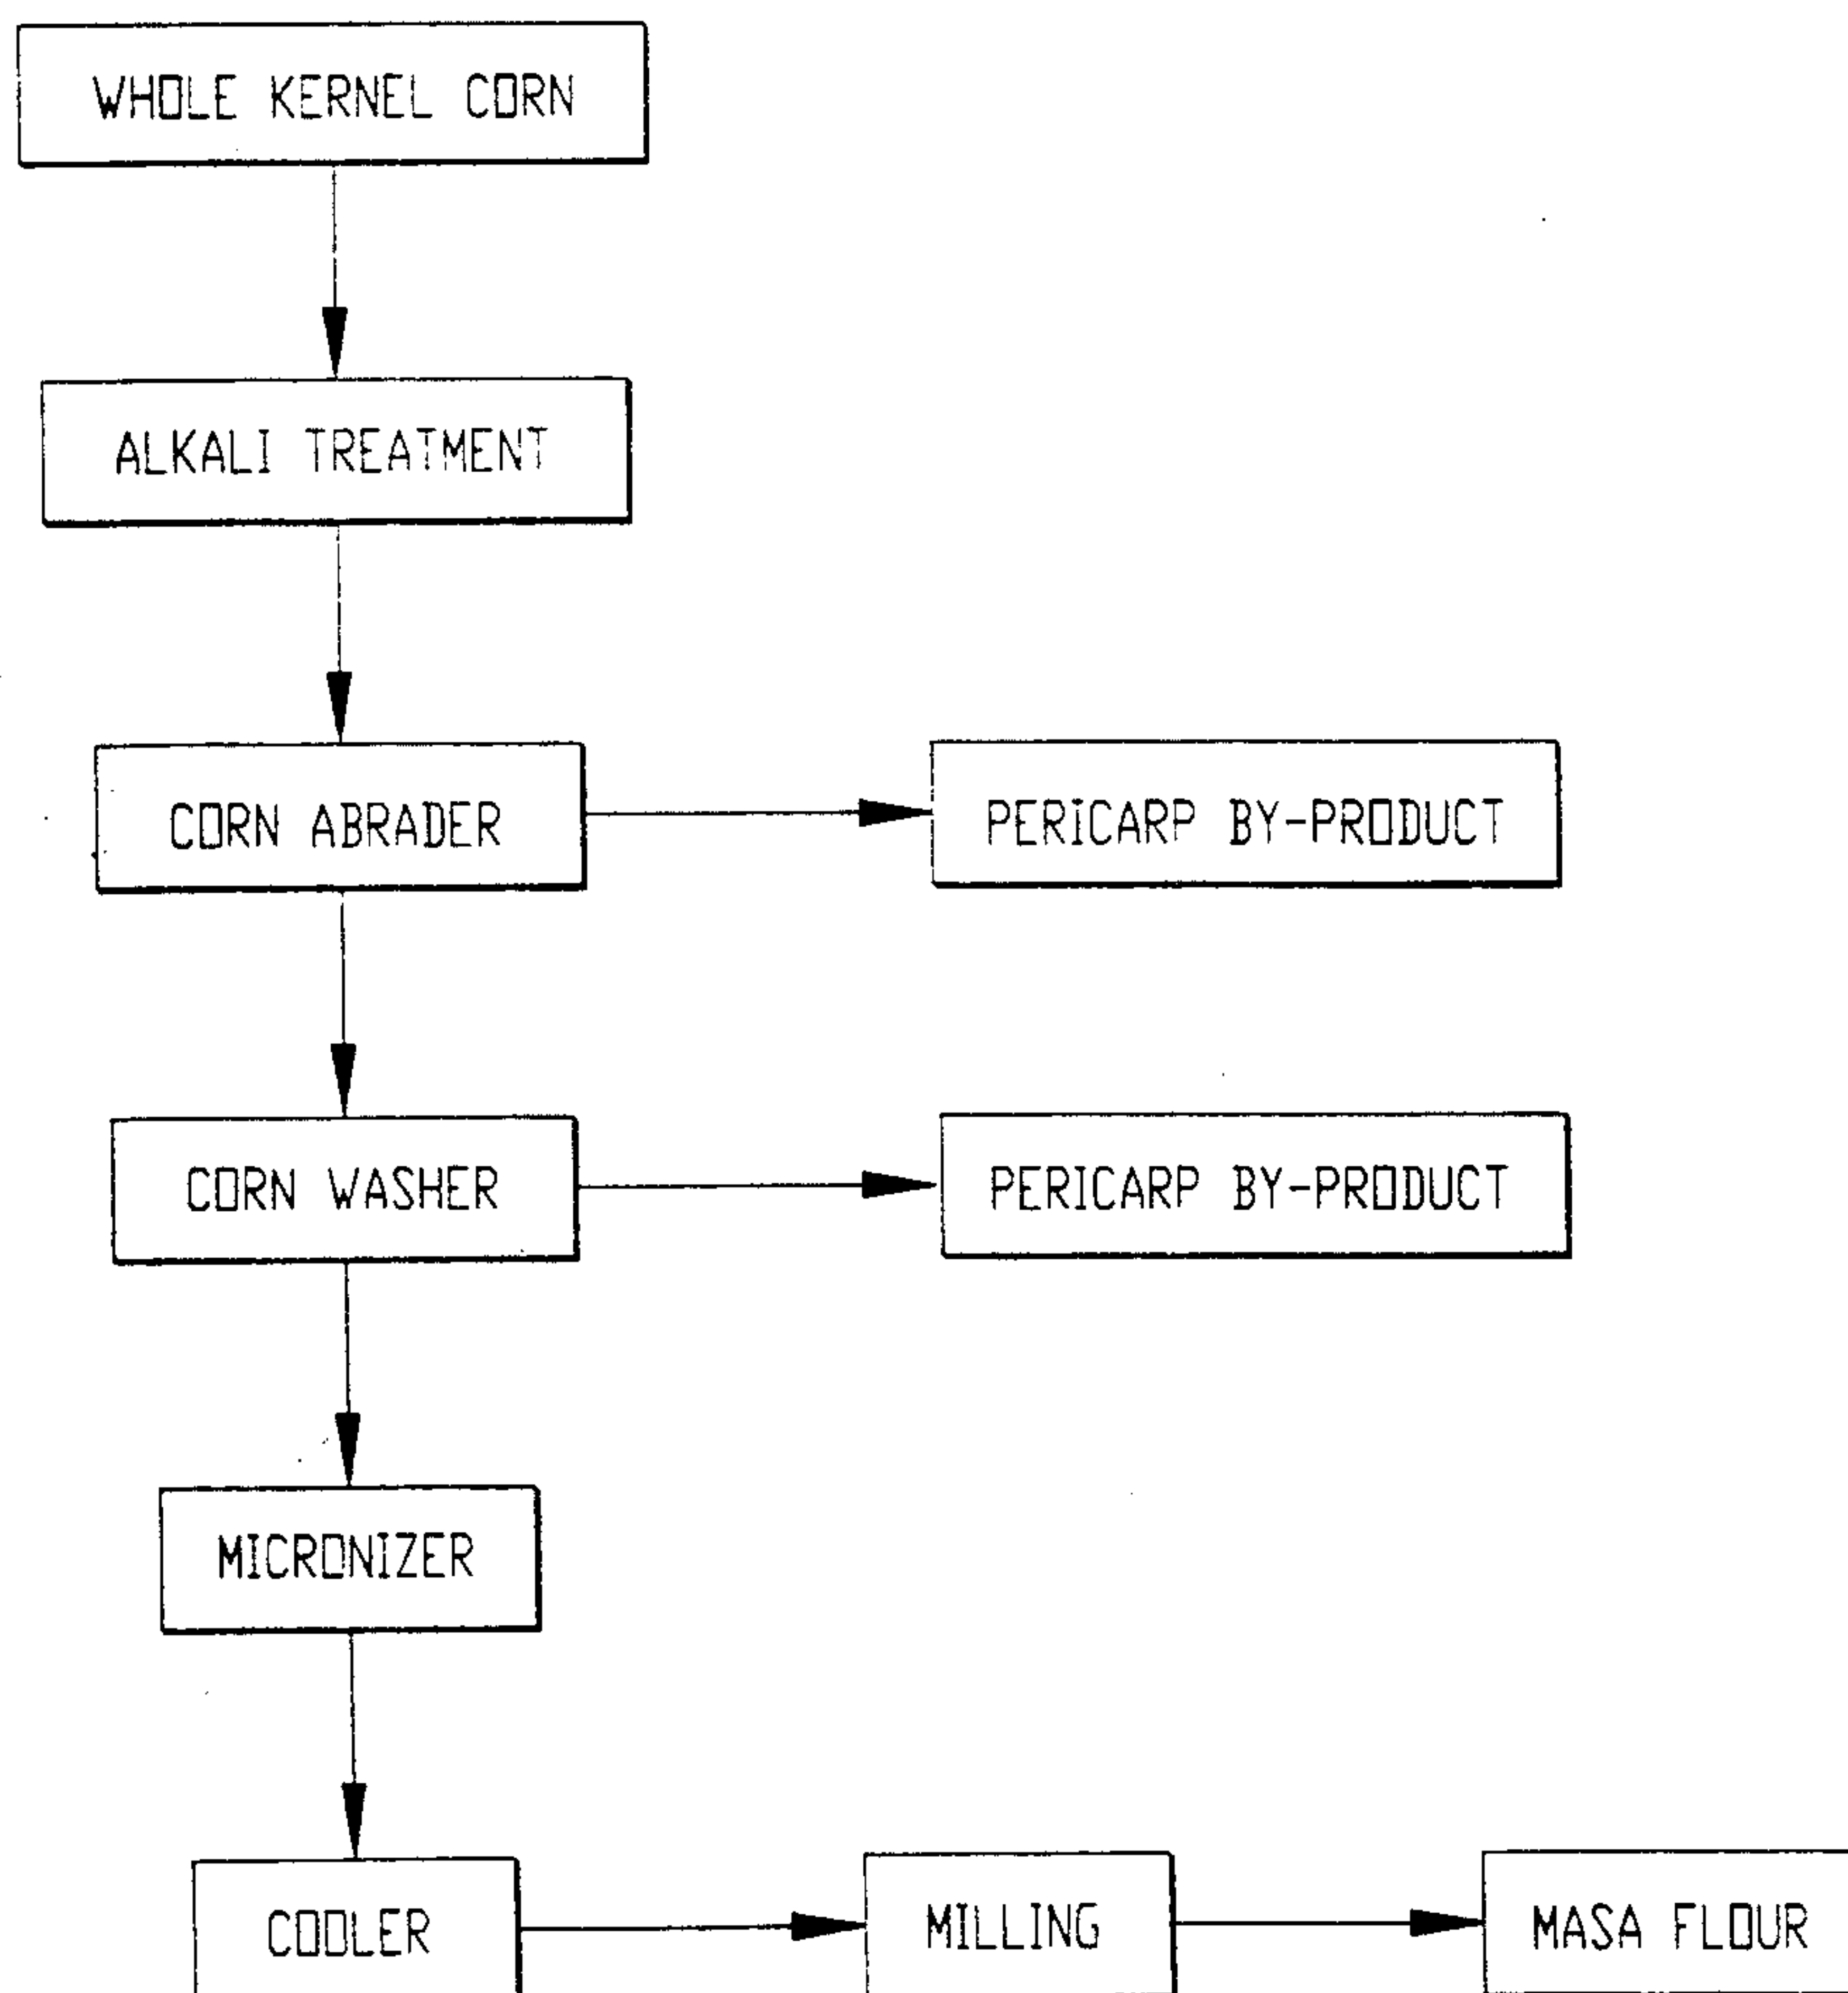 WHOLE KERNEL CORN
ALKALI TREATMENT
CORN ABRADER
PERICARP BY-PRODUCT
CORN WASHER
PERICARP BY-PRODUCT
MICRONIZER
COOLER
MILLING
MASA FLOUR